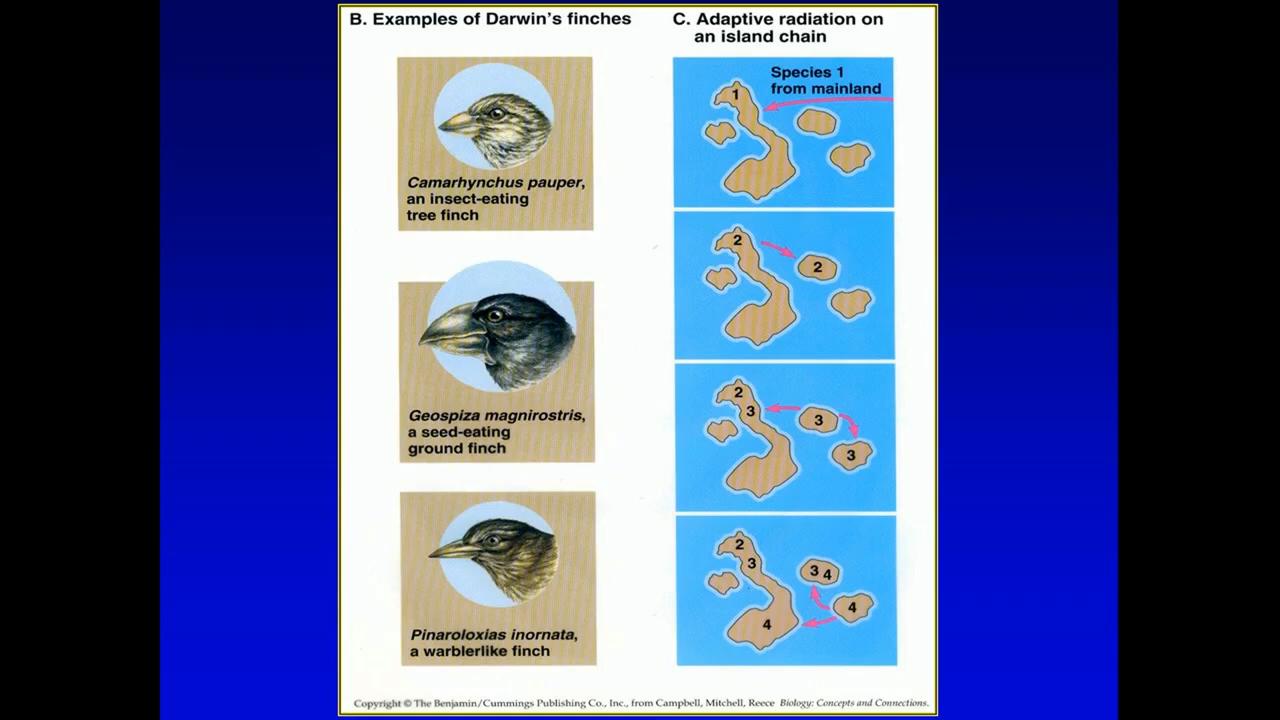 B. Examples of Darwin's finches
Camarhynchus pauper,
an insect-eating
tree finch
Geospiza magnirostris,
a seed-eating
ground finch
Pinaroloxias inornata,
a warblerlike finch
C. Adaptive radiation on
an island chain
Species 1
from mainland
1
2
2
2
3
3
3
2
3
3 4
4
4
Copyright © The Benjamin/Cummings Publishing Co., Inc., from Campbell, Mitchell, Reece Biology: Concepts and Connections.